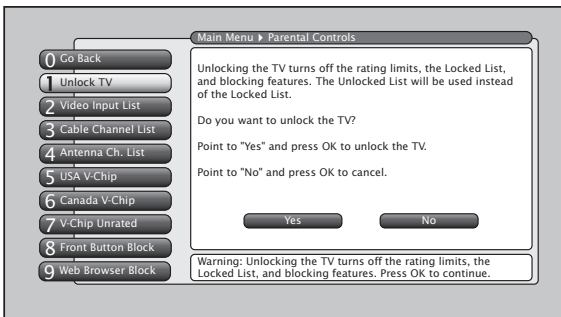 Main Menu ▸ Parental Controls
0 Go Back
1 Unlock TV
2 Video Input List
3 Cable Channel List
4 Antenna Ch. List
5 USA V-Chip
6 Canada V-Chip
7 V-Chip Unrated
8 Front Button Block
9 Web Browser Block
Unlocking the TV turns off the rating limits, the Locked List,
and blocking features. The Unlocked List will be used instead
of the Locked List.
Do you want to unlock the TV?
Point to "Yes" and press OK to unlock the TV.
Point to "No" and press OK to cancel.
Yes No
Warning: Unlocking the TV turns off the rating limits, the
Locked List, and blocking features. Press OK to continue.